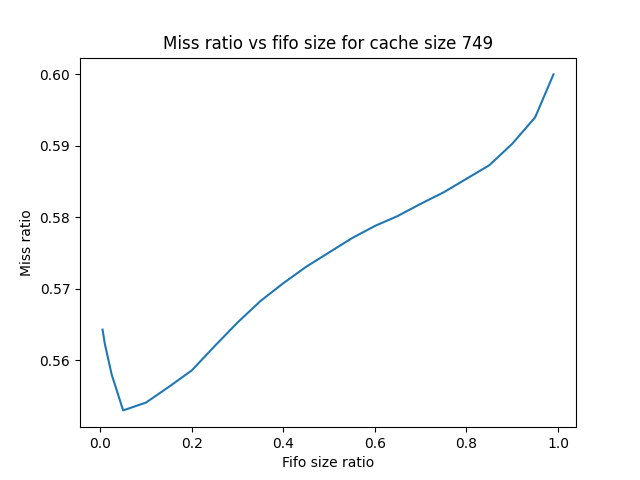 Miss ratio vs fifo size for cache size 749
0.60
0.59
0.58
0.57
0.56
Miss ratio
0.0 0.2 0.4 0.6 0.8 1.0
Fifo size ratio